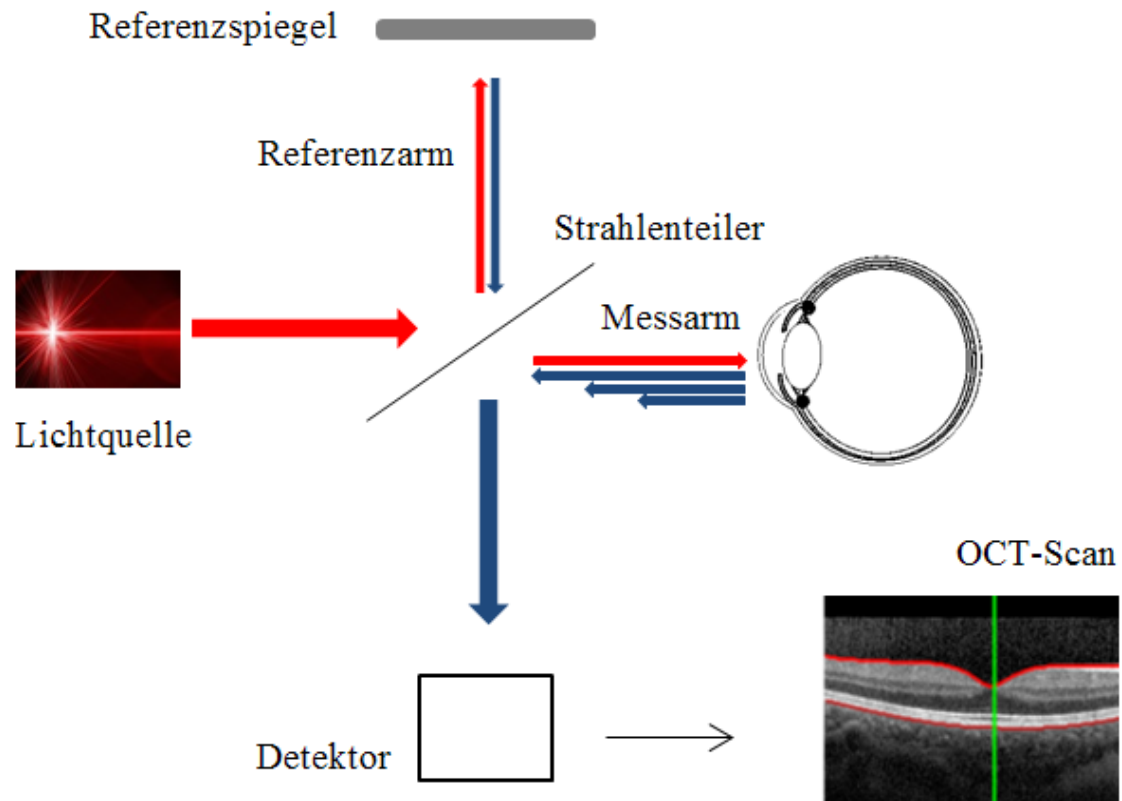 Referenzspiegel
Referenzarm
Strahlenteiler
Messarm
Lichtquelle
OCT-Scan
Detektor